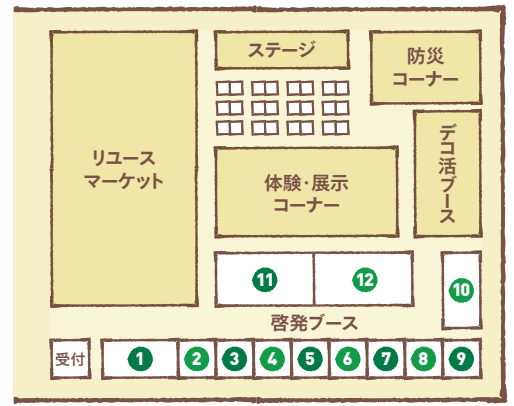 ステージ
防災
コーナー
リユース
マーケット
デコ活ブース
体験・展示
コーナー
11
12
10
啓発ブース
受付
1
2
3
4
5
6
7
8
9